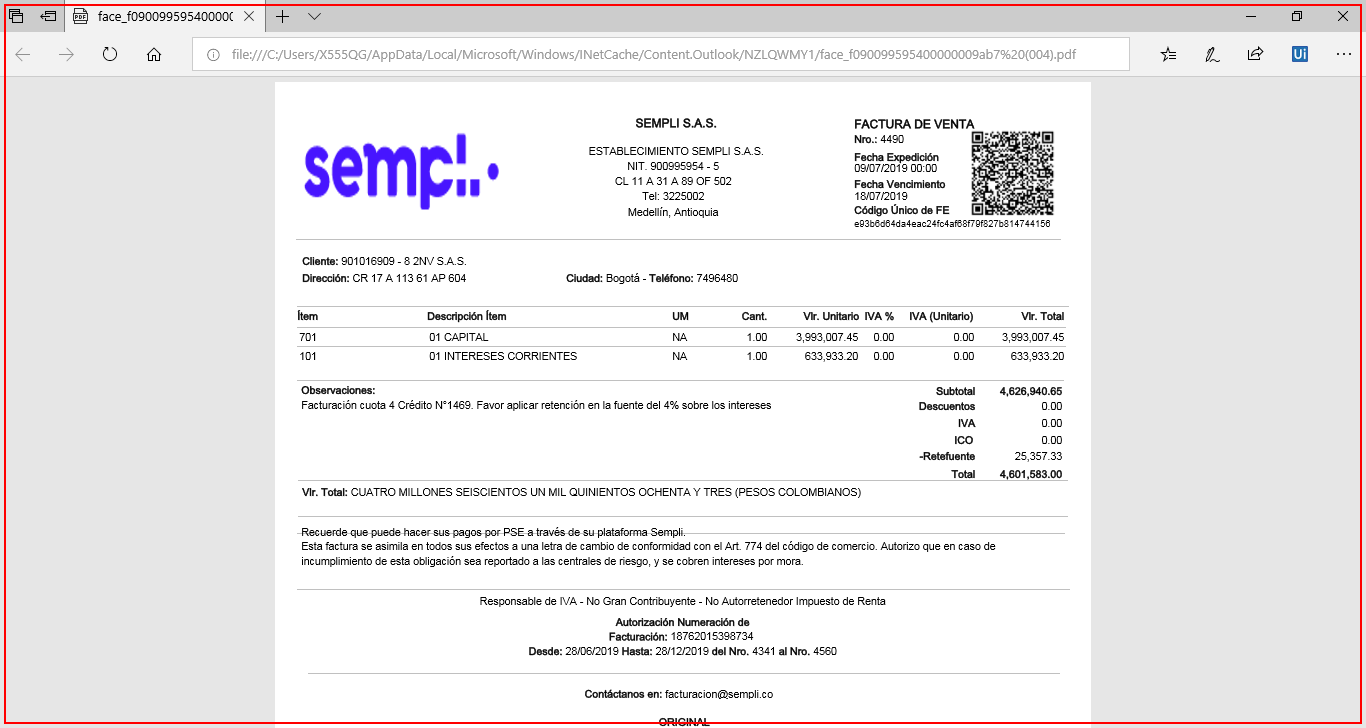 face_f0900995954000000
file:///C:/Users/X555QG/AppData/Local/Microsoft/Windows/INetCache/Content.Outlook/NZLQWMY1/face_f090099595400000009ab7%20(004).pdf
Ui
sempli.
SEMPLI S.A.S.
ESTABLECIMIENTO SEMPLI S.A.S.
NIT. 900995954 - 5
CL 11 A 31 A 89 OF 502
Tel: 3225002
Medellín, Antioquia
FACTURA DE VENTA
Nro.: 4490
Fecha Expedición
09/07/2019 00:00
Fecha Vencimiento
18/07/2019
Código Único de FE
e93b6d64da4eac24fc4af68f79f827b814744156
Cliente: 901016909 - 8 2NV S.A.S.
Dirección: CR 17 A 113 61 AP 604 Ciudad: Bogotá - Teléfono: 7496480
Ítem Descripción Ítem UM Cant. Vlr. Unitario IVA % IVA (Unitario) Vlr. Total
701 01 CAPITAL NA 1.00 3,993,007.45 0.00 0.00 3,993,007.45
101 01 INTERESES CORRIENTES NA 1.00 633,933.20 0.00 0.00 633,933.20
Observaciones:
Facturación cuota 4 Crédito N°1469. Favor aplicar retención en la fuente del 4% sobre los intereses
Subtotal 4,626,940.65
Descuentos 0.00
IVA 0.00
ICO 0.00
-Retefuente 25,357.33
Total 4,601,583.00
Vlr. Total: CUATRO MILLONES SEISCIENTOS UN MIL QUINIENTOS OCHENTA Y TRES (PESOS COLOMBIANOS)
Recuerde que puede hacer sus pagos por PSE a través de su plataforma Sempli.
Esta factura se asimila en todos sus efectos a una letra de cambio de conformidad con el Art. 774 del código de comercio. Autorizo que en caso de
incumplimiento de esta obligación sea reportado a las centrales de riesgo, y se cobren intereses por mora.
Responsable de IVA - No Gran Contribuyente - No Autorretenedor Impuesto de Renta
Autorización Numeración de
Facturación: 18762015398734
Desde: 28/06/2019 Hasta: 28/12/2019 del Nro. 4341 al Nro. 4560
Contáctanos en: facturacion@sempli.co
ORIGINAL